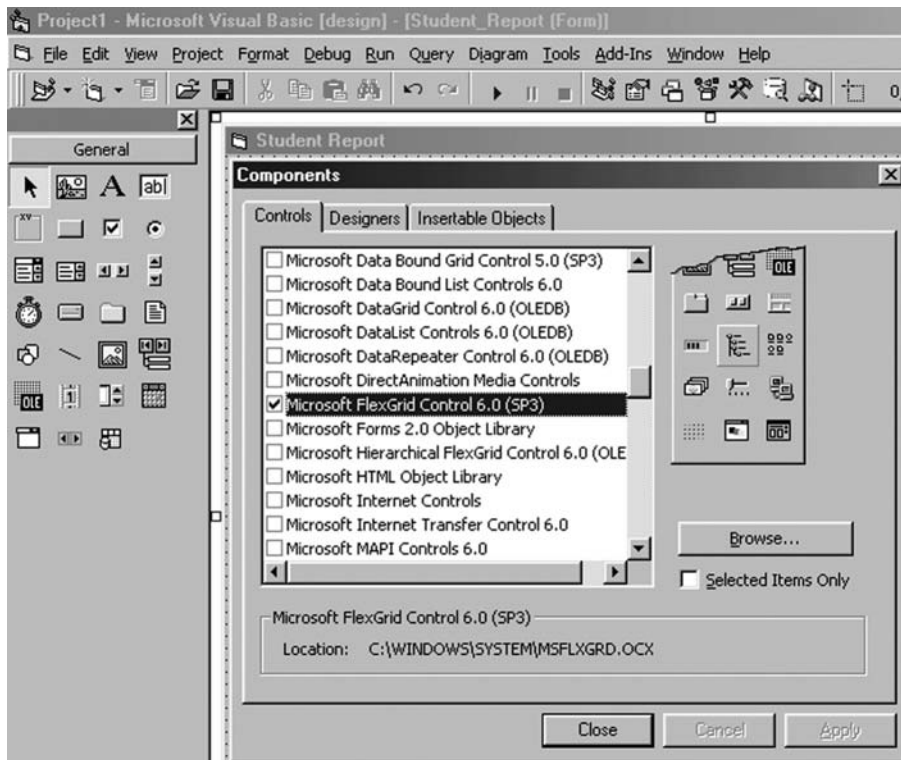 Project1 - Microsoft Visual Basic [design] - [Student_Report (Form)]
File Edit View Project Format Debug Run Query Diagram Tools Add-Ins Window Help
General
A ab|
xv
OLE
Student Report
Components
Controls Designers Insertable Objects
Microsoft Data Bound Grid Control 5.0 (SP3)
Microsoft Data Bound List Controls 6.0
Microsoft DataGrid Control 6.0 (OLEDB)
Microsoft DataList Controls 6.0 (OLEDB)
Microsoft DataRepeater Control 6.0 (OLEDB)
Microsoft DirectAnimation Media Controls
Microsoft FlexGrid Control 6.0 (SP3)
Microsoft Forms 2.0 Object Library
Microsoft Hierarchical FlexGrid Control 6.0 (OLE
Microsoft HTML Object Library
Microsoft Internet Controls
Microsoft Internet Transfer Control 6.0
Microsoft MAPI Controls 6.0
OLE
Browse...
Selected Items Only
Microsoft FlexGrid Control 6.0 (SP3)
Location: C:\WINDOWS\SYSTEM\MSFLXGRD.OCX
Close Cancel Apply